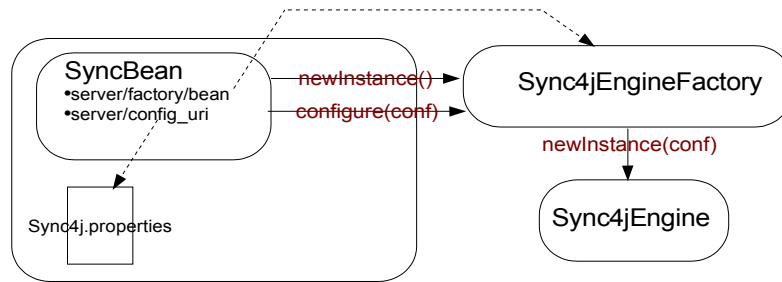 SyncBean
•server/factory/bean
•server/config_uri
newInstance()
configure(conf)
Sync4jEngineFactory
newInstance(conf)
Sync4jEngine
Sync4j.properties